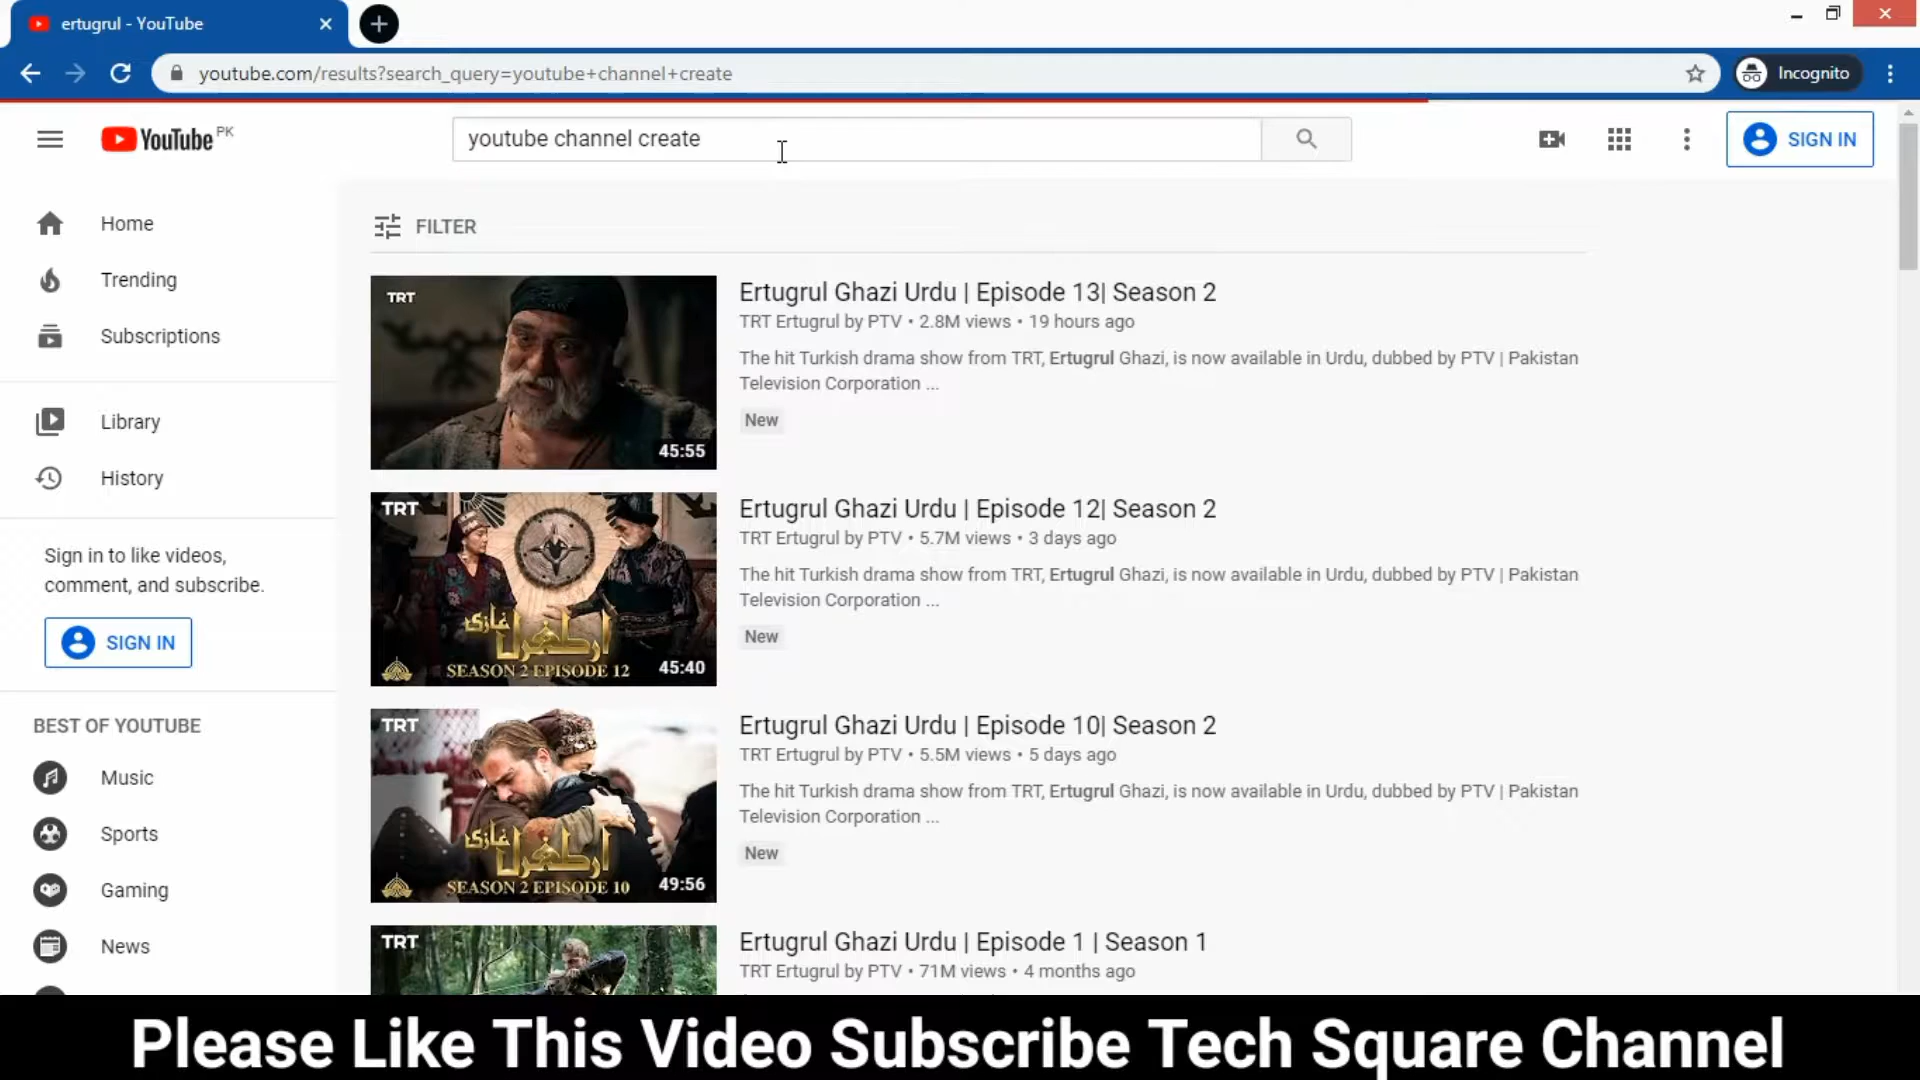 ertugrul - YouTube
youtube.com/results?search_query=youtube+channel+create
Incognito
YouTube PK
youtube channel create
SIGN IN
Home
Trending
Subscriptions
Library
History
Sign in to like videos,
comment, and subscribe.
SIGN IN
BEST OF YOUTUBE
Music
Sports
Gaming
News
FILTER
TRT
45:55
Ertugrul Ghazi Urdu | Episode 13| Season 2
TRT Ertugrul by PTV • 2.8M views • 19 hours ago
The hit Turkish drama show from TRT, Ertugrul Ghazi, is now available in Urdu, dubbed by PTV | Pakistan
Television Corporation ...
New
TRT
ارطغرل غازی
SEASON 2 EPISODE 12
45:40
Ertugrul Ghazi Urdu | Episode 12| Season 2
TRT Ertugrul by PTV • 5.7M views • 3 days ago
The hit Turkish drama show from TRT, Ertugrul Ghazi, is now available in Urdu, dubbed by PTV | Pakistan
Television Corporation ...
New
TRT
ارطغرل غازی
SEASON 2 EPISODE 10
49:56
Ertugrul Ghazi Urdu | Episode 10| Season 2
TRT Ertugrul by PTV • 5.5M views • 5 days ago
The hit Turkish drama show from TRT, Ertugrul Ghazi, is now available in Urdu, dubbed by PTV | Pakistan
Television Corporation ...
New
TRT
Ertugrul Ghazi Urdu | Episode 1 | Season 1
TRT Ertugrul by PTV • 71M views • 4 months ago
Please Like This Video Subscribe Tech Square Channel